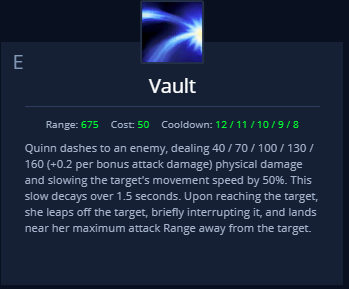 E
Vault
Range: 675 Cost: 50 Cooldown: 12 / 11 / 10 / 9 / 8
Quinn dashes to an enemy, dealing 40 / 70 / 100 / 130 /
160 (+0.2 per bonus attack damage) physical damage
and slowing the target's movement speed by 50%. This
slow decays over 1.5 seconds. Upon reaching the target,
she leaps off the target, briefly interrupting it, and lands
near her maximum attack Range away from the target.